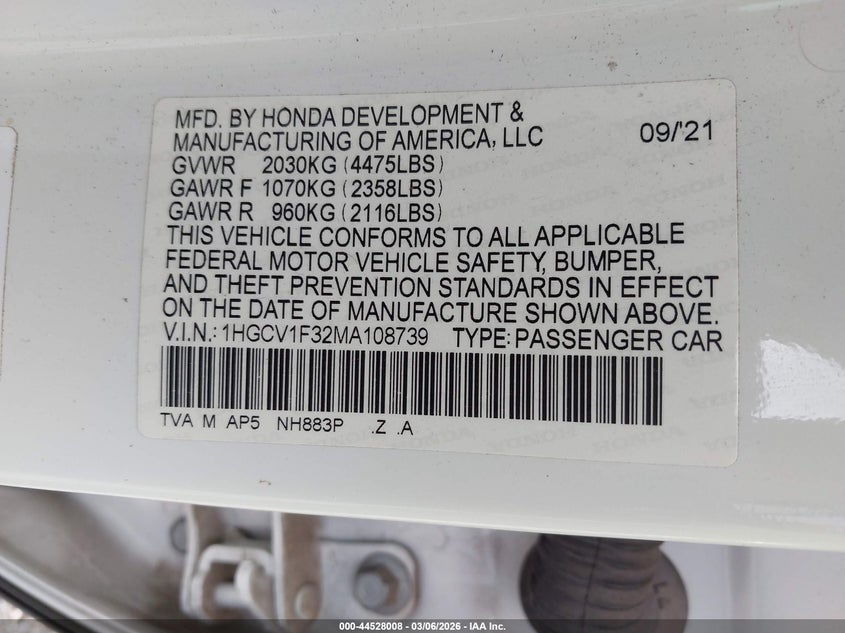 MFD. BY HONDA DEVELOPMENT &
MANUFACTURING OF AMERICA, LLC 09/'21
GVWR 2030KG (4475LBS)
GAWR F 1070KG (2358LBS)
GAWR R 960KG (2116LBS)
THIS VEHICLE CONFORMS TO ALL APPLICABLE
FEDERAL MOTOR VEHICLE SAFETY, BUMPER,
AND THEFT PREVENTION STANDARDS IN EFFECT
ON THE DATE OF MANUFACTURE SHOWN ABOVE.
V.I.N.: 1HGCV1F32MA108739 TYPE: PASSENGER CAR
TVA M AP5 NH883P .Z .A
000-44528008 - 03/06/2026 - IAA Inc.